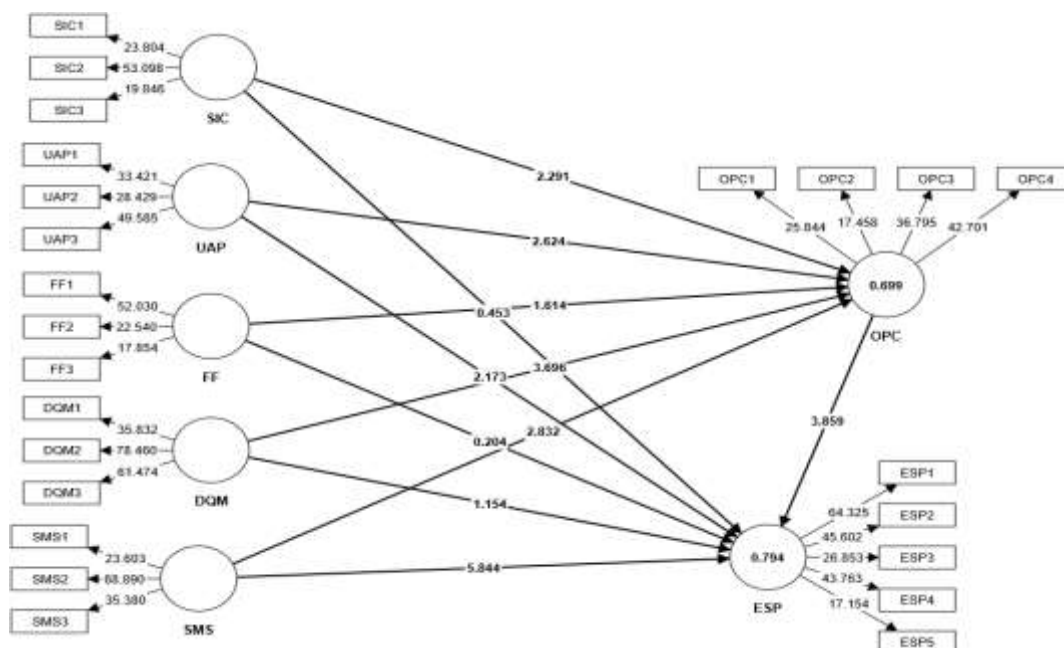 SIC1
23.804
SIC2
53.098
SIC3
19.846
SIC
UAP1
33.421
UAP2
28.429
UAP3
49.585
UAP
FF1
52.030
FF2
22.540
FF3
17.854
FF
DQM1
35.832
DQM2
78.460
DQM3
61.474
DQM
SMS1
23.603
SMS2
68.890
SMS3
35.380
SMS
2.291
2.624
1.614
0.453
3.696
2.173
2.832
0.204
1.154
5.844
OPC1
OPC2
OPC3
OPC4
25.844
17.458
36.795
42.701
0.699
OPC
3.859
0.794
ESP
ESP1
64.325
ESP2
45.602
ESP3
26.853
ESP4
43.763
ESP5
17.154